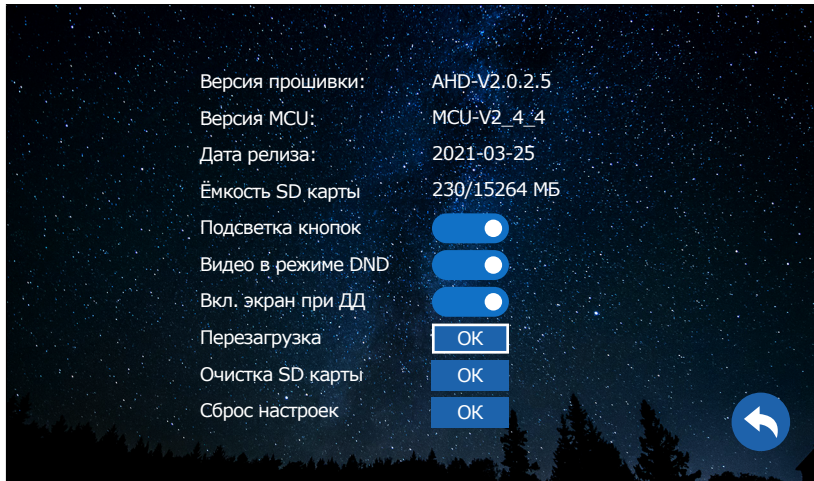 Версия прошивки: AHD-V2.0.2.5
Версия MCU: MCU-V2_4_4
Дата релиза: 2021-03-25
Ёмкость SD карты 230/15264 МБ
Подсветка кнопок
Видео в режиме DND
Вкл. экран при ДД
Перезагрузка OK
Очистка SD карты OK
Сброс настроек OK